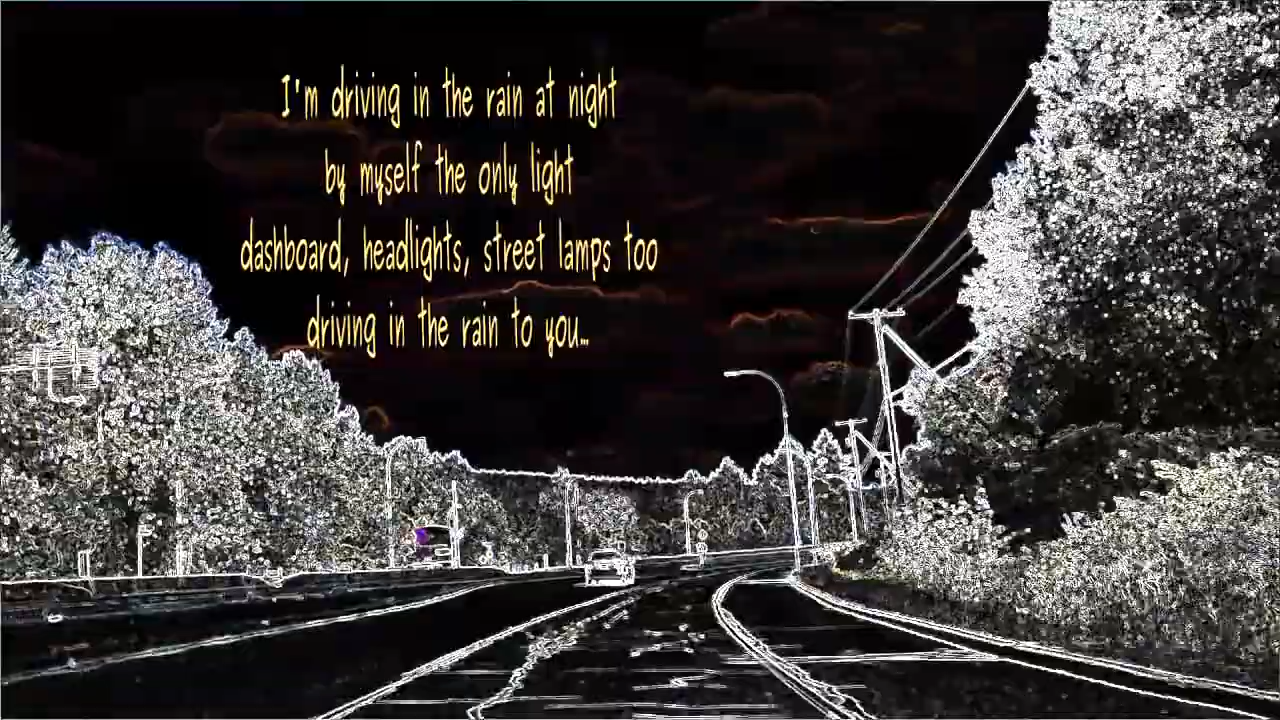 I'm driving in the rain at night
by myself the only light
dashboard, headlights, street lamps too
driving in the rain to you...